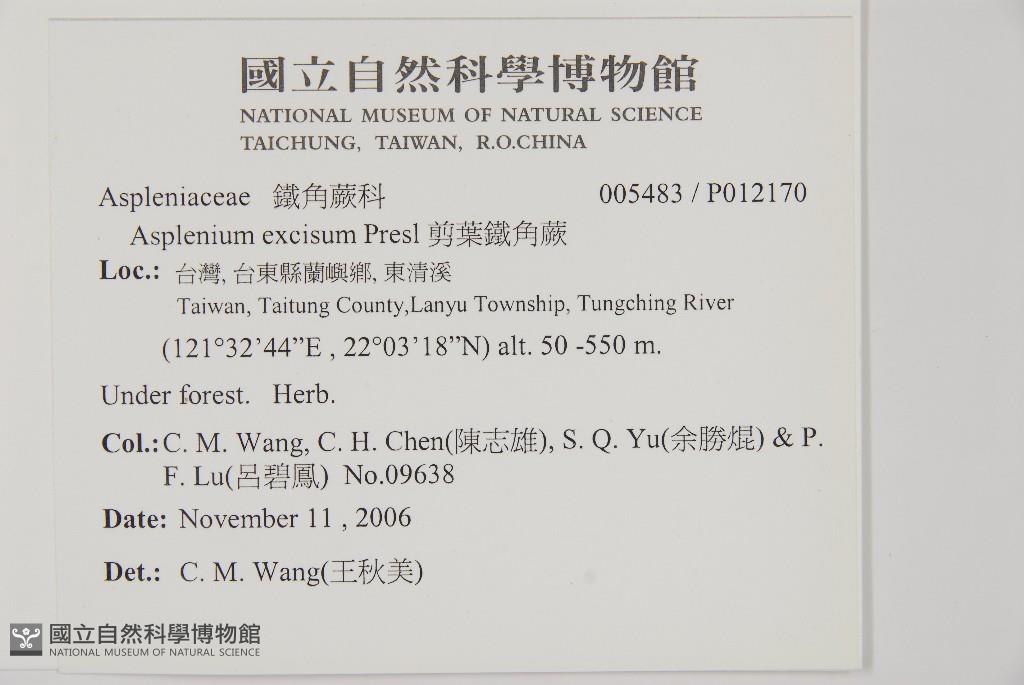 國立自然科學博物館
NATIONAL MUSEUM OF NATURAL SCIENCE
TAICHUNG, TAIWAN, R.O.CHINA
Aspleniaceae 鐵角蕨科 005483 / P012170
Asplenium excisum Presl 剪葉鐵角蕨
Loc.: 台灣, 台東縣蘭嶼鄉, 東清溪
Taiwan, Taitung County,Lanyu Township, Tungching River
(121°32’44”E , 22°03’18”N) alt. 50 -550 m.
Under forest. Herb.
Col.:C. M. Wang, C. H. Chen(陳志雄), S. Q. Yu(余勝焜) & P.
F. Lu(呂碧鳳) No.09638
Date: November 11 , 2006
Det.: C. M. Wang(王秋美)
國立自然科學博物館
NATIONAL MUSEUM OF NATURAL SCIENCE